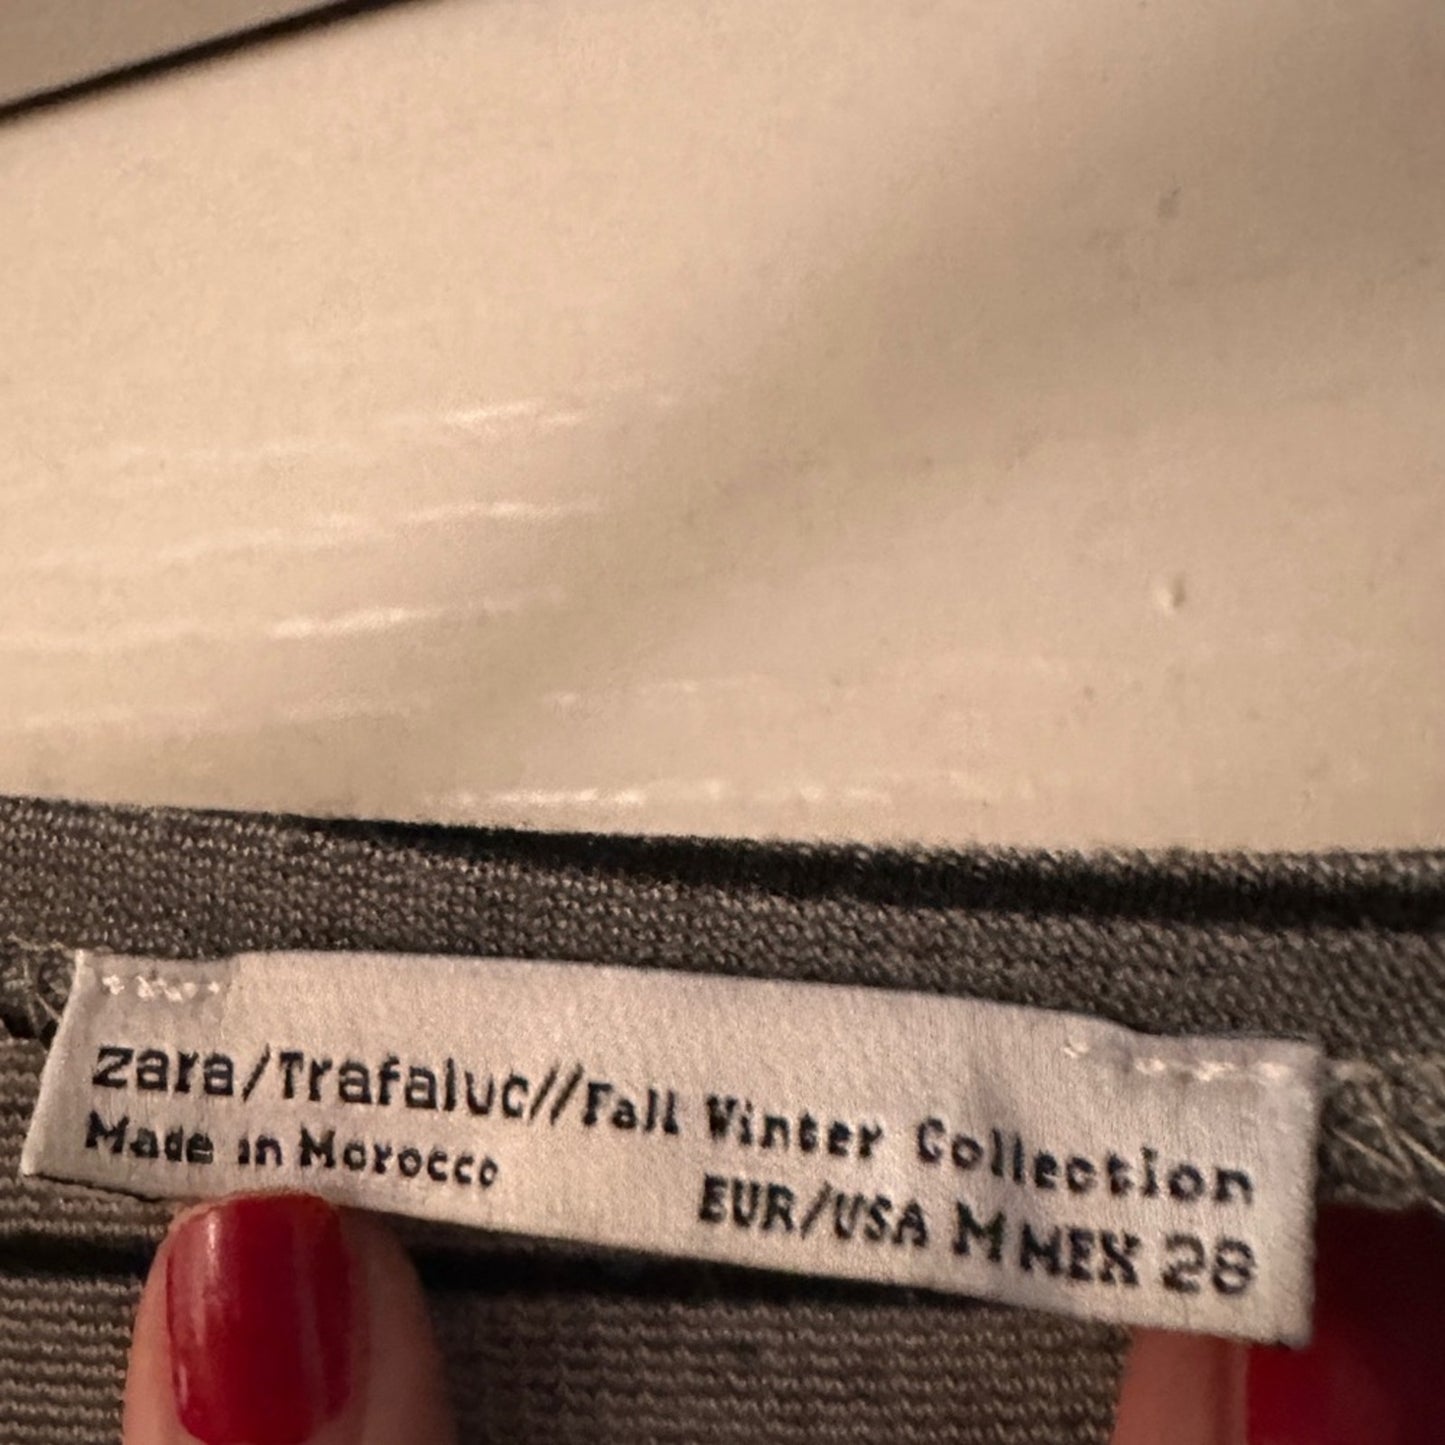 zara/Trafaluc//Fall Winter Collection
Made in Morocco
EUR/USA M MEX 28